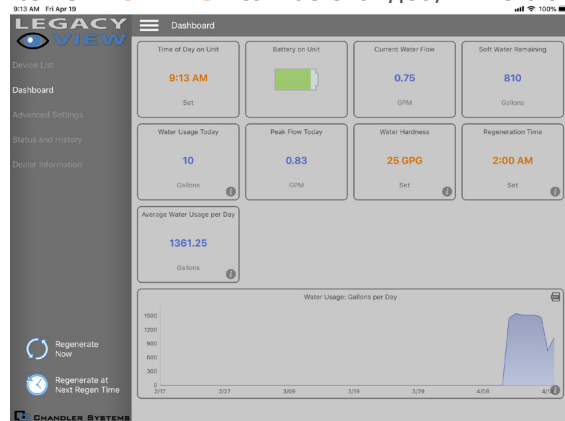 9:13 AM Fri Apr 19
100%
LEGACY
VIEW
Dashboard
Device List
Dashboard
Advanced Settings
Status and History
Dealer Information
Time of Day on Unit
9:13 AM
Set
Battery on Unit
Current Water Flow
0.75
GPM
Soft Water Remaining
810
Gallons
Water Usage Today
10
Gallons
Peak Flow Today
0.83
GPM
Water Hardness
25 GPG
Set
Regeneration Time
2:00 AM
Set
Average Water Usage per Day
1361.25
Gallons
Water Usage: Gallons per Day
1500
1200
900
600
300
0
2/17
2/27
3/09
3/19
3/29
4/08
Regenerate
Now
Regenerate at
Next Regen Time
CHANDLER SYSTEMS